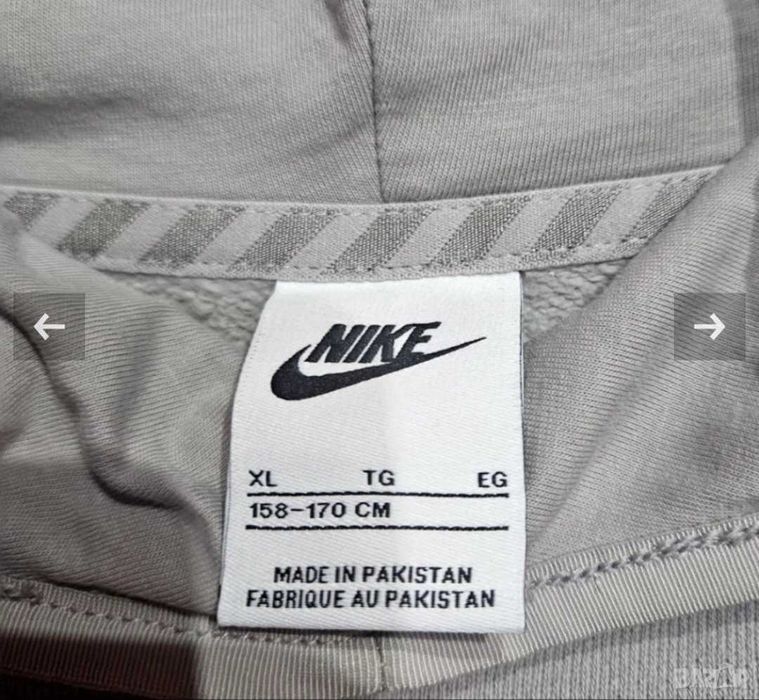 NIKE
XL TG EG
158-170 CM
MADE IN PAKISTAN
FABRIQUE AU PAKISTAN